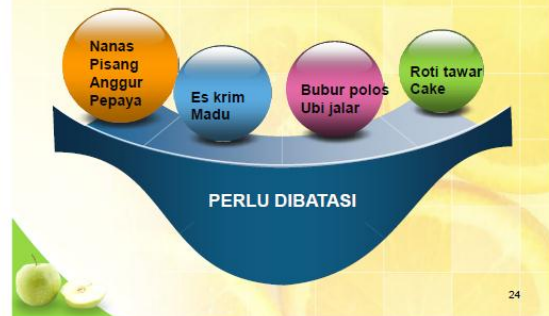 Nanas
Pisang
Anggur
Pepaya
Es krim
Madu
Bubur polos
Ubi jalar
Roti tawar
Cake
PERLU DIBATASI
24